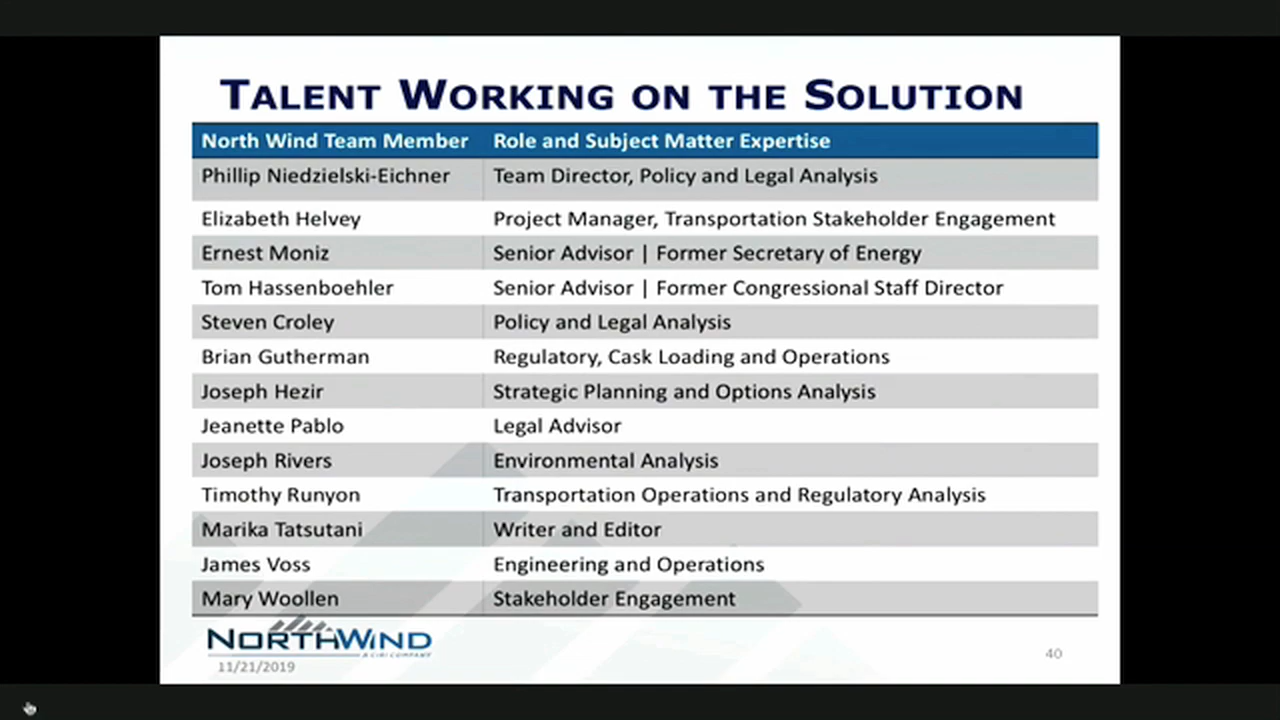 TALENT WORKING ON THE SOLUTION
North Wind Team Member Role and Subject Matter Expertise
Phillip Niedzielski-Eichner Team Director, Policy and Legal Analysis
Elizabeth Helvey Project Manager, Transportation Stakeholder Engagement
Ernest Moniz Senior Advisor | Former Secretary of Energy
Tom Hassenboehler Senior Advisor | Former Congressional Staff Director
Steven Croley Policy and Legal Analysis
Brian Gutherman Regulatory, Cask Loading and Operations
Joseph Hezir Strategic Planning and Options Analysis
Jeanette Pablo Legal Advisor
Joseph Rivers Environmental Analysis
Timothy Runyon Transportation Operations and Regulatory Analysis
Marika Tatsutani Writer and Editor
James Voss Engineering and Operations
Mary Woollen Stakeholder Engagement
NORTHWIND
A CIRI COMPANY
11/21/2019 40